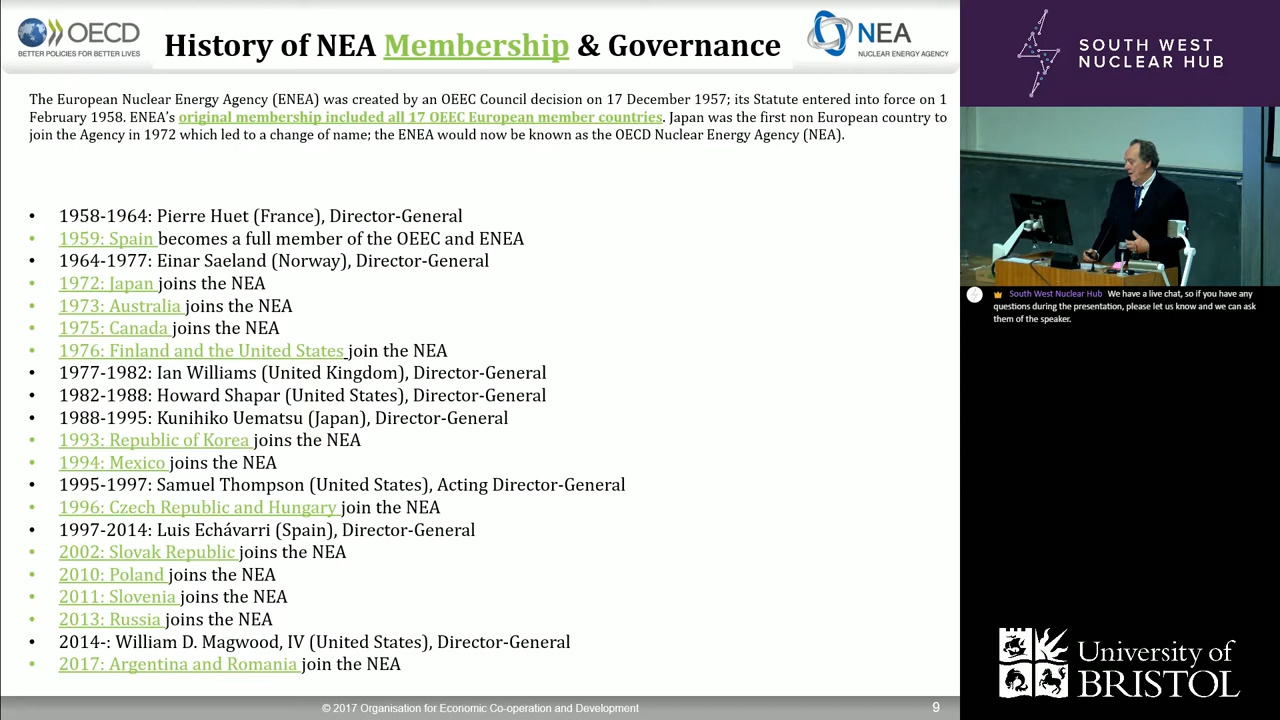 OECD
BETTER POLICIES FOR BETTER LIVES
History of NEA Membership & Governance
NEA
NUCLEAR ENERGY AGENCY
The European Nuclear Energy Agency (ENEA) was created by an OEEC Council decision on 17 December 1957; its Statute entered into force on 1
February 1958. ENEA's original membership included all 17 OEEC European member countries. Japan was the first non European country to
join the Agency in 1972 which led to a change of name; the ENEA would now be known as the OECD Nuclear Energy Agency (NEA).
• 1958-1964: Pierre Huet (France), Director-General
• 1959: Spain becomes a full member of the OEEC and ENEA
• 1964-1977: Einar Saeland (Norway), Director-General
• 1972: Japan joins the NEA
• 1973: Australia joins the NEA
• 1975: Canada joins the NEA
• 1976: Finland and the United States join the NEA
• 1977-1982: Ian Williams (United Kingdom), Director-General
• 1982-1988: Howard Shapar (United States), Director-General
• 1988-1995: Kunihiko Uematsu (Japan), Director-General
• 1993: Republic of Korea joins the NEA
• 1994: Mexico joins the NEA
• 1995-1997: Samuel Thompson (United States), Acting Director-General
• 1996: Czech Republic and Hungary join the NEA
• 1997-2014: Luis Echávarri (Spain), Director-General
• 2002: Slovak Republic joins the NEA
• 2010: Poland joins the NEA
• 2011: Slovenia joins the NEA
• 2013: Russia joins the NEA
• 2014-: William D. Magwood, IV (United States), Director-General
• 2017: Argentina and Romania join the NEA
© 2017 Organisation for Economic Co-operation and Development
9
SOUTH WEST
NUCLEAR HUB
South West Nuclear Hub We have a live chat, so if you have any
questions during the presentation, please let us know and we can ask
them of the speaker.
University of
BRISTOL